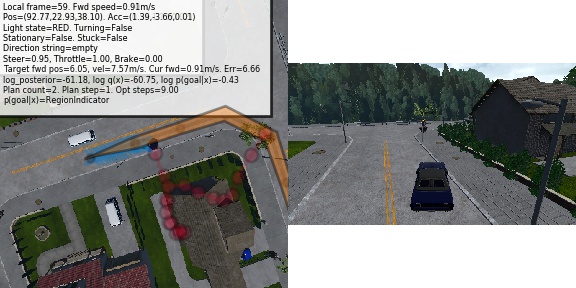 Local frame=59. Fwd speed=0.91m/s
Pos=(92.77,22.93,38.10). Acc=(1.39,-3.66,0.01)
Light state=RED. Turning=False
Stationary=False. Stuck=False
Direction string=empty
Steer=0.95, Throttle=1.00, Brake=0.00
Target fwd pos=6.05, vel=7.57m/s. Cur fwd=0.91m/s. Err=6.66
log_posterior=-61.18, log q(x)=-60.75, log p(goal|x)=-0.43
Plan count=2. Plan step=1. Opt steps=9.00
p(goal|x)=RegionIndicator